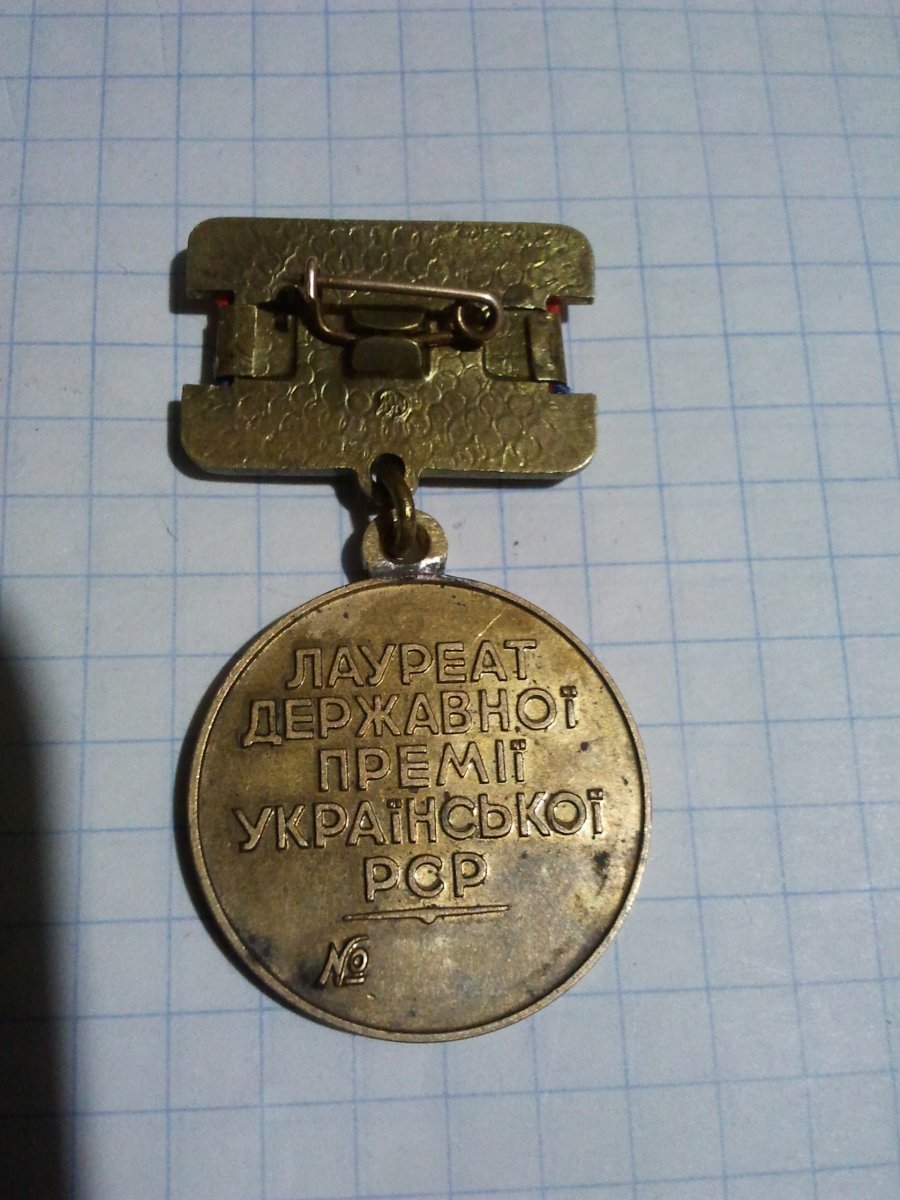 ЛАУРЕАТ
ДЕРЖАВНОЇ
ПРЕМІЇ
УКРАЇНСЬКОЇ
РСР
№